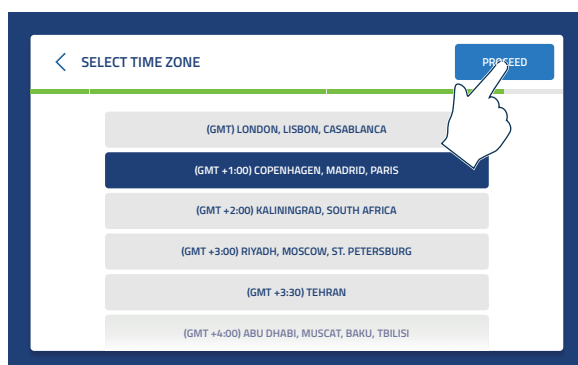 SELECT TIME ZONE
PROCEED
(GMT) LONDON, LISBON, CASABLANCA
(GMT +1:00) COPENHAGEN, MADRID, PARIS
(GMT +2:00) KALININGRAD, SOUTH AFRICA
(GMT +3:00) RIYADH, MOSCOW, ST. PETERSBURG
(GMT +3:30) TEHRAN
(GMT +4:00) ABU DHABI, MUSCAT, BAKU, TBILISI